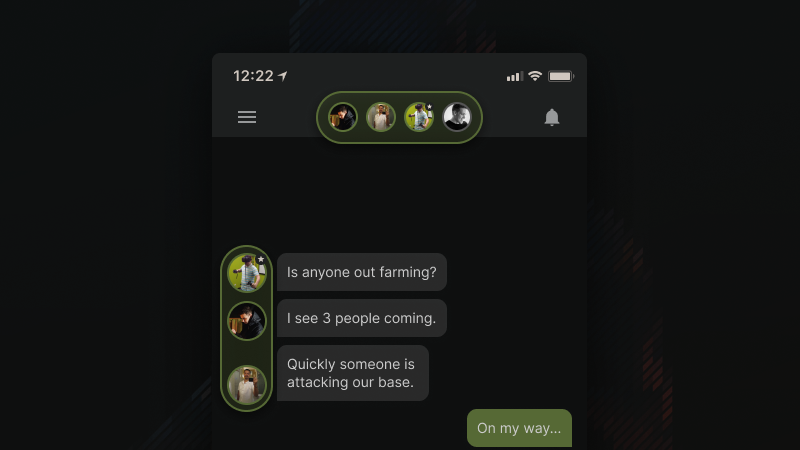 12:22
Is anyone out farming?
I see 3 people coming.
Quickly someone is
attacking our base.
On my way...